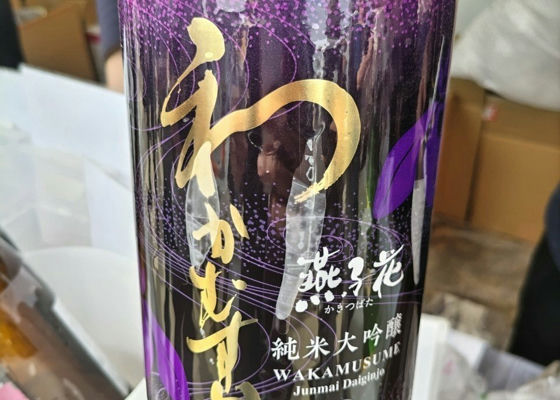 わかむすめ
燕子花
かきつばた
純米大吟醸
WAKAMUSUME
Junmai Daiginjo